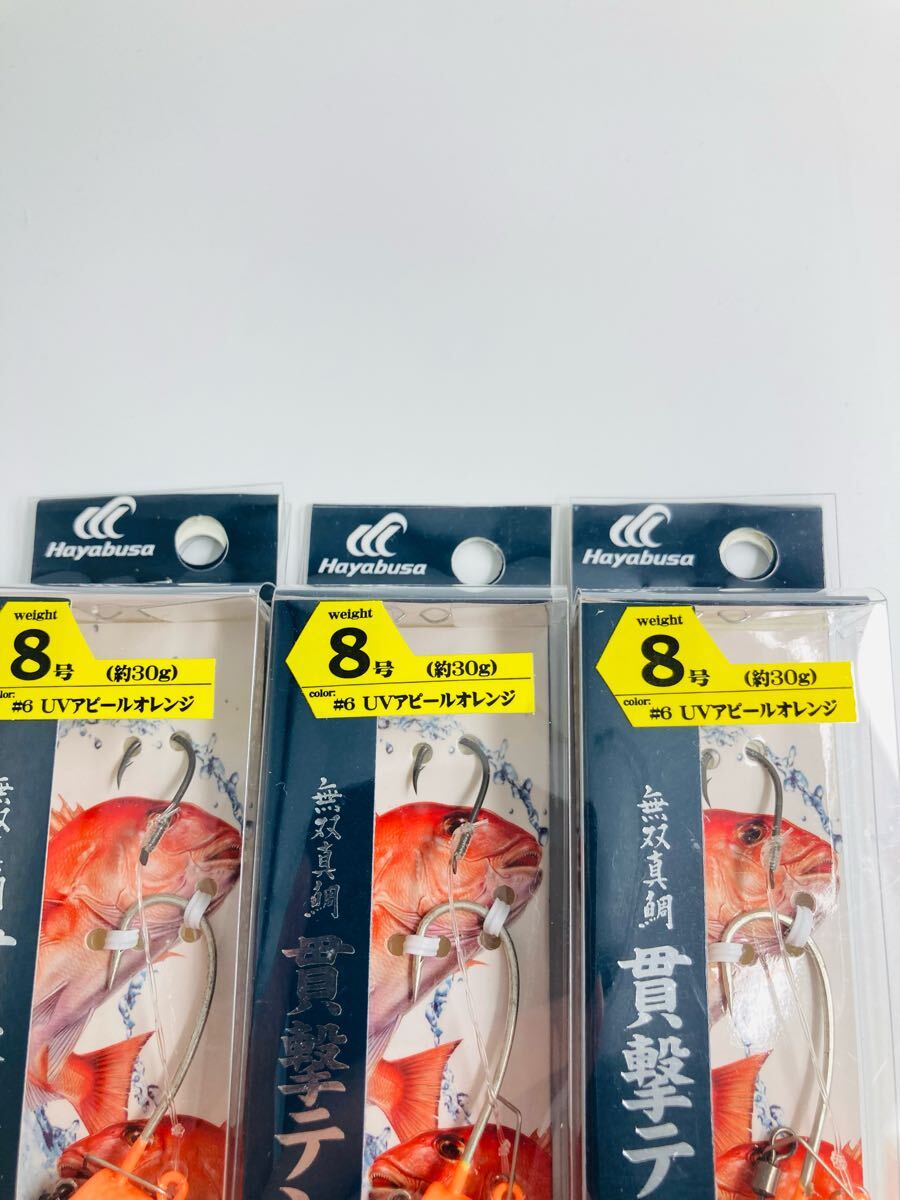 Hayabusa
weight
8号 (約30g)
#6 UVアピールオレンジ
Hayabusa
weight
8号 (約30g)
color:
#6 UVアピールオレンジ
無双真鯛
貫撃テン
Hayabusa
weight
8号 (約30g)
color:
#6 UVアピールオレンジ
無双真鯛
貫撃テ